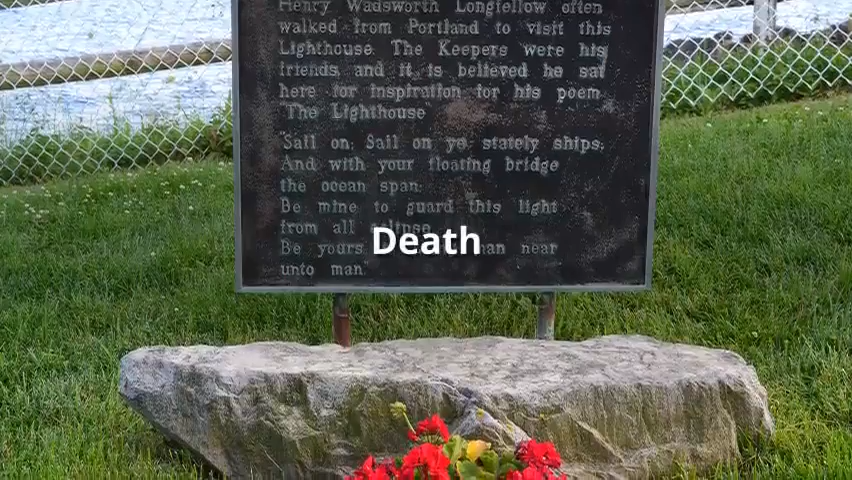 Henry Wadsworth Longfellow often
walked from Portland to visit this
Lighthouse. The Keepers were his
friends and it is believed he sat
here for inspiration for his poem
"The Lighthouse"
"Sail on; Sail on ye stately ships;
And with your floating bridge
the ocean span;
Be mine to guard this light
from all eclipse
Be yours man near
unto man"
Death